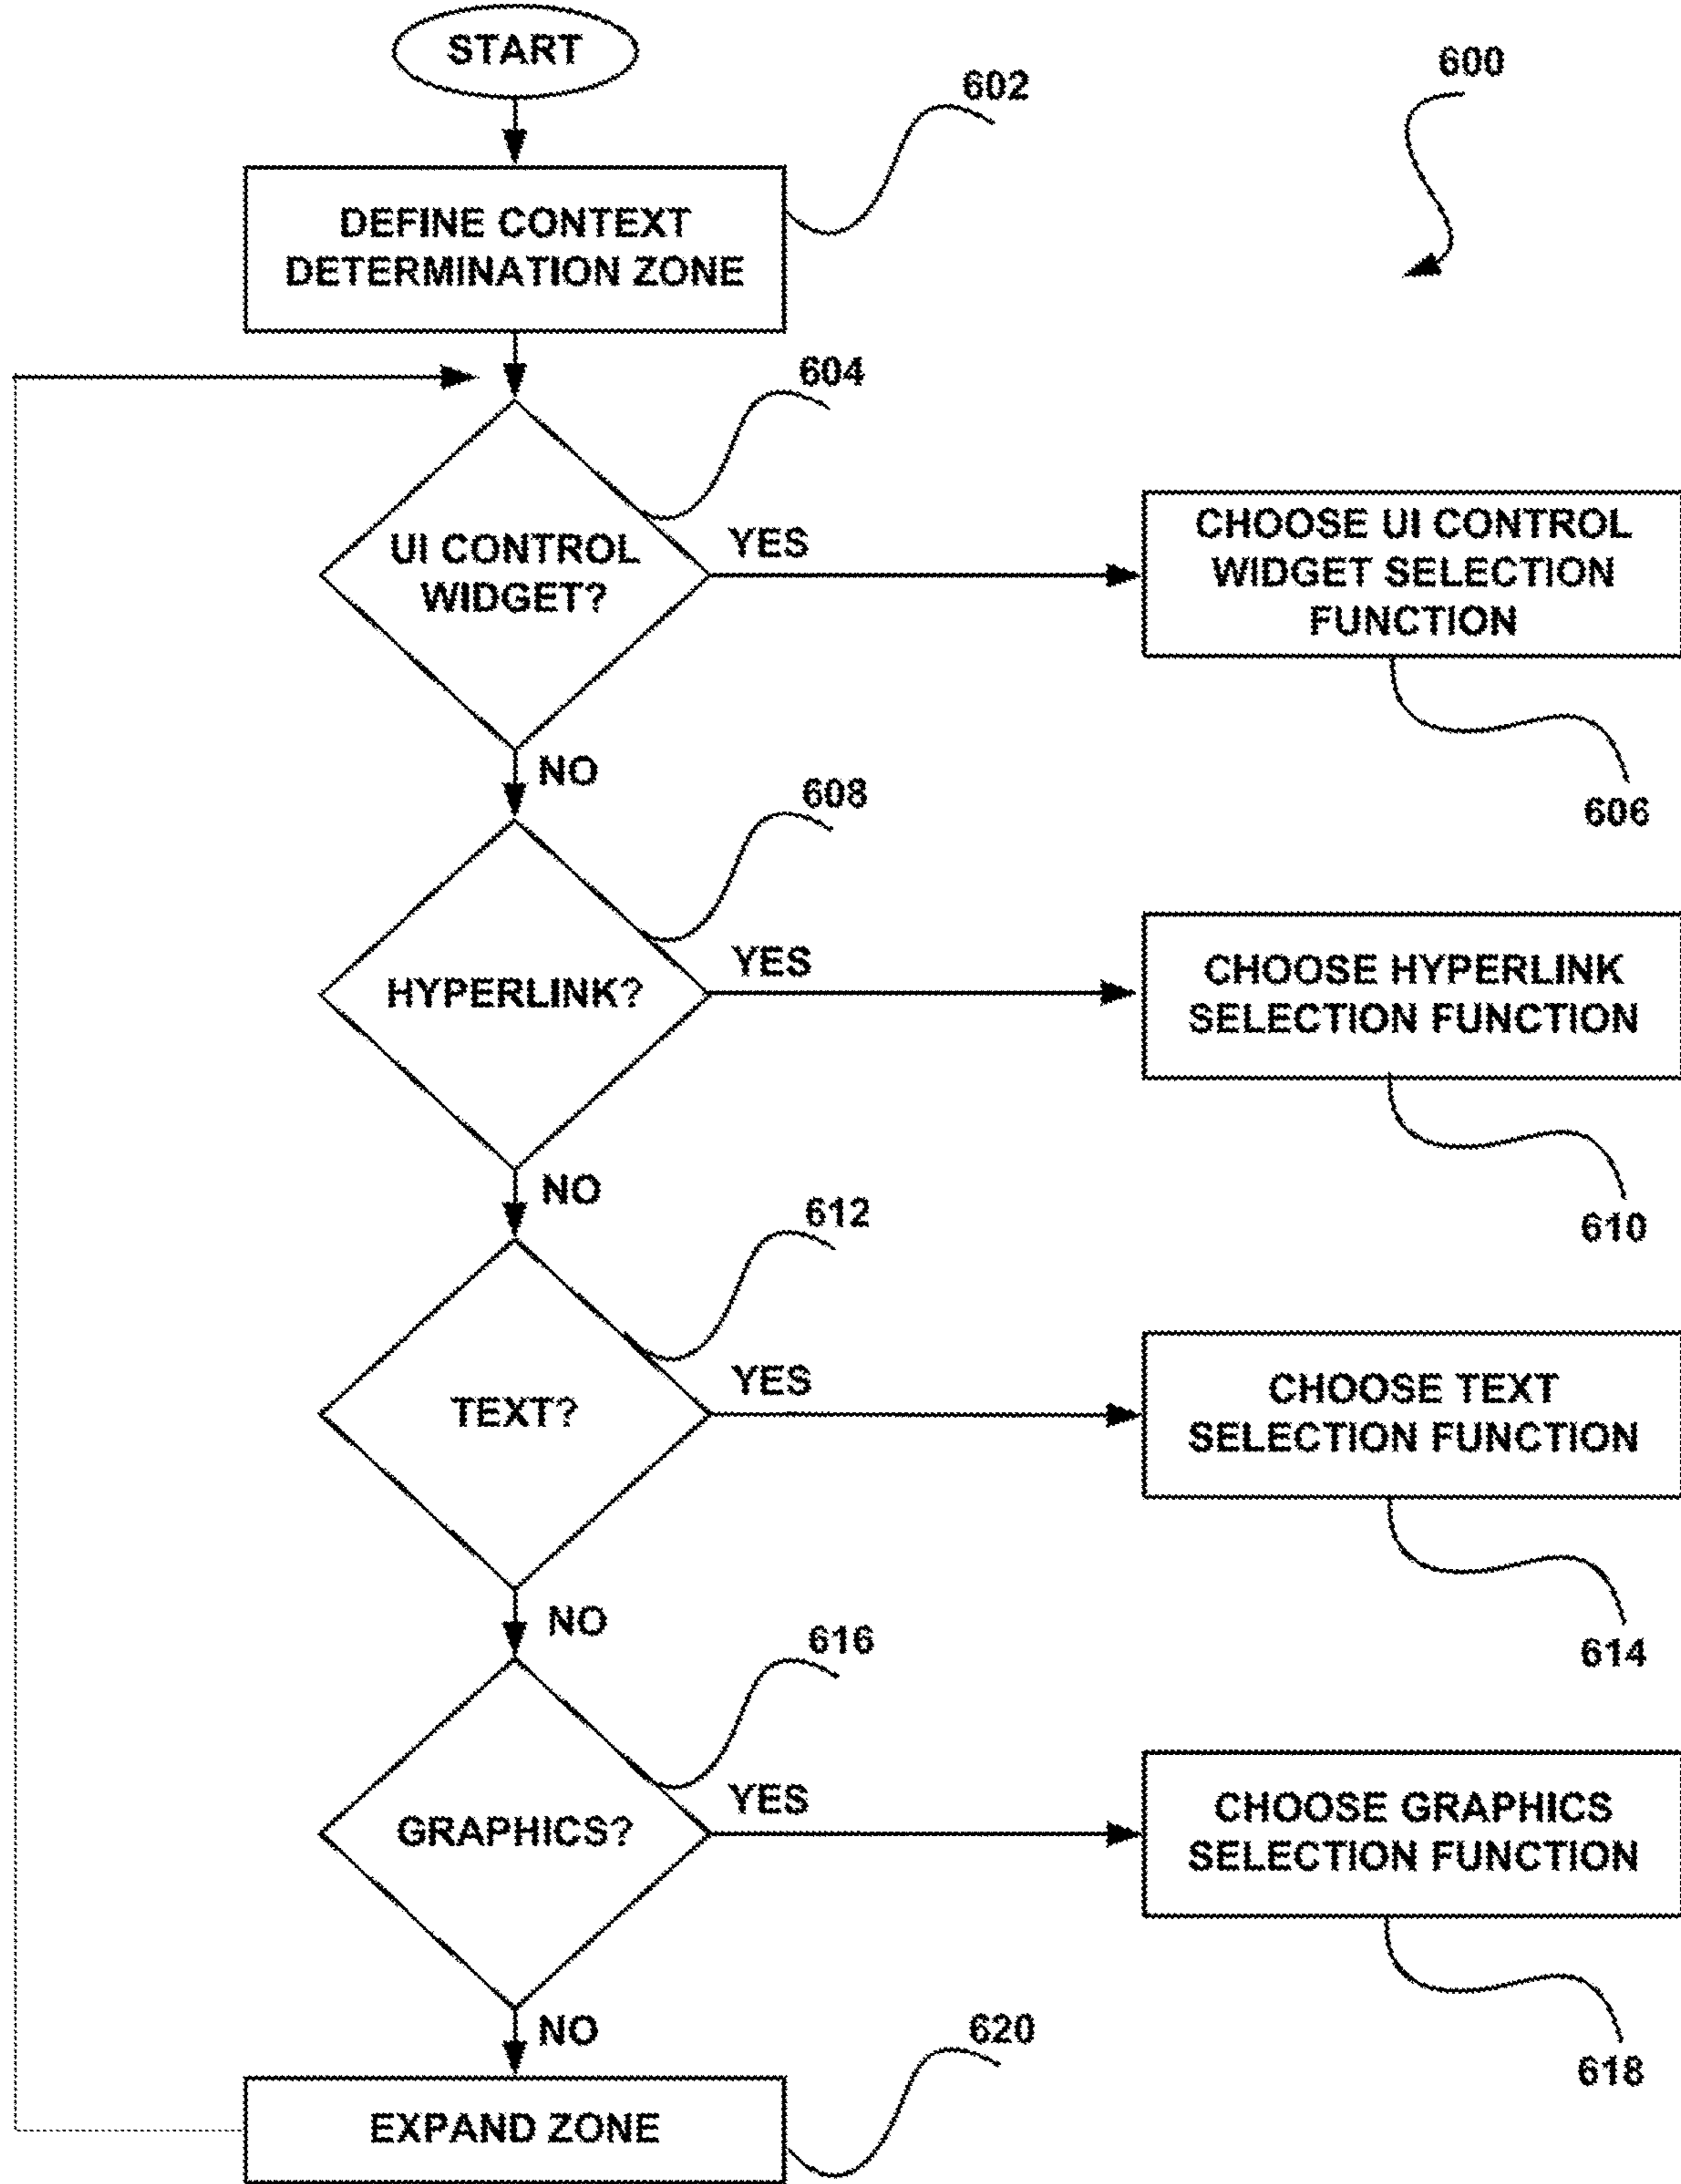 START
602
600
DEFINE CONTEXT
DETERMINATION ZONE
604
UI CONTROL
WIDGET?
YES
CHOOSE UI CONTROL
WIDGET SELECTION
FUNCTION
606
NO
608
HYPERLINK?
YES
CHOOSE HYPERLINK
SELECTION FUNCTION
610
NO
612
TEXT?
YES
CHOOSE TEXT
SELECTION FUNCTION
614
NO
616
GRAPHICS?
YES
CHOOSE GRAPHICS
SELECTION FUNCTION
618
NO
620
EXPAND ZONE